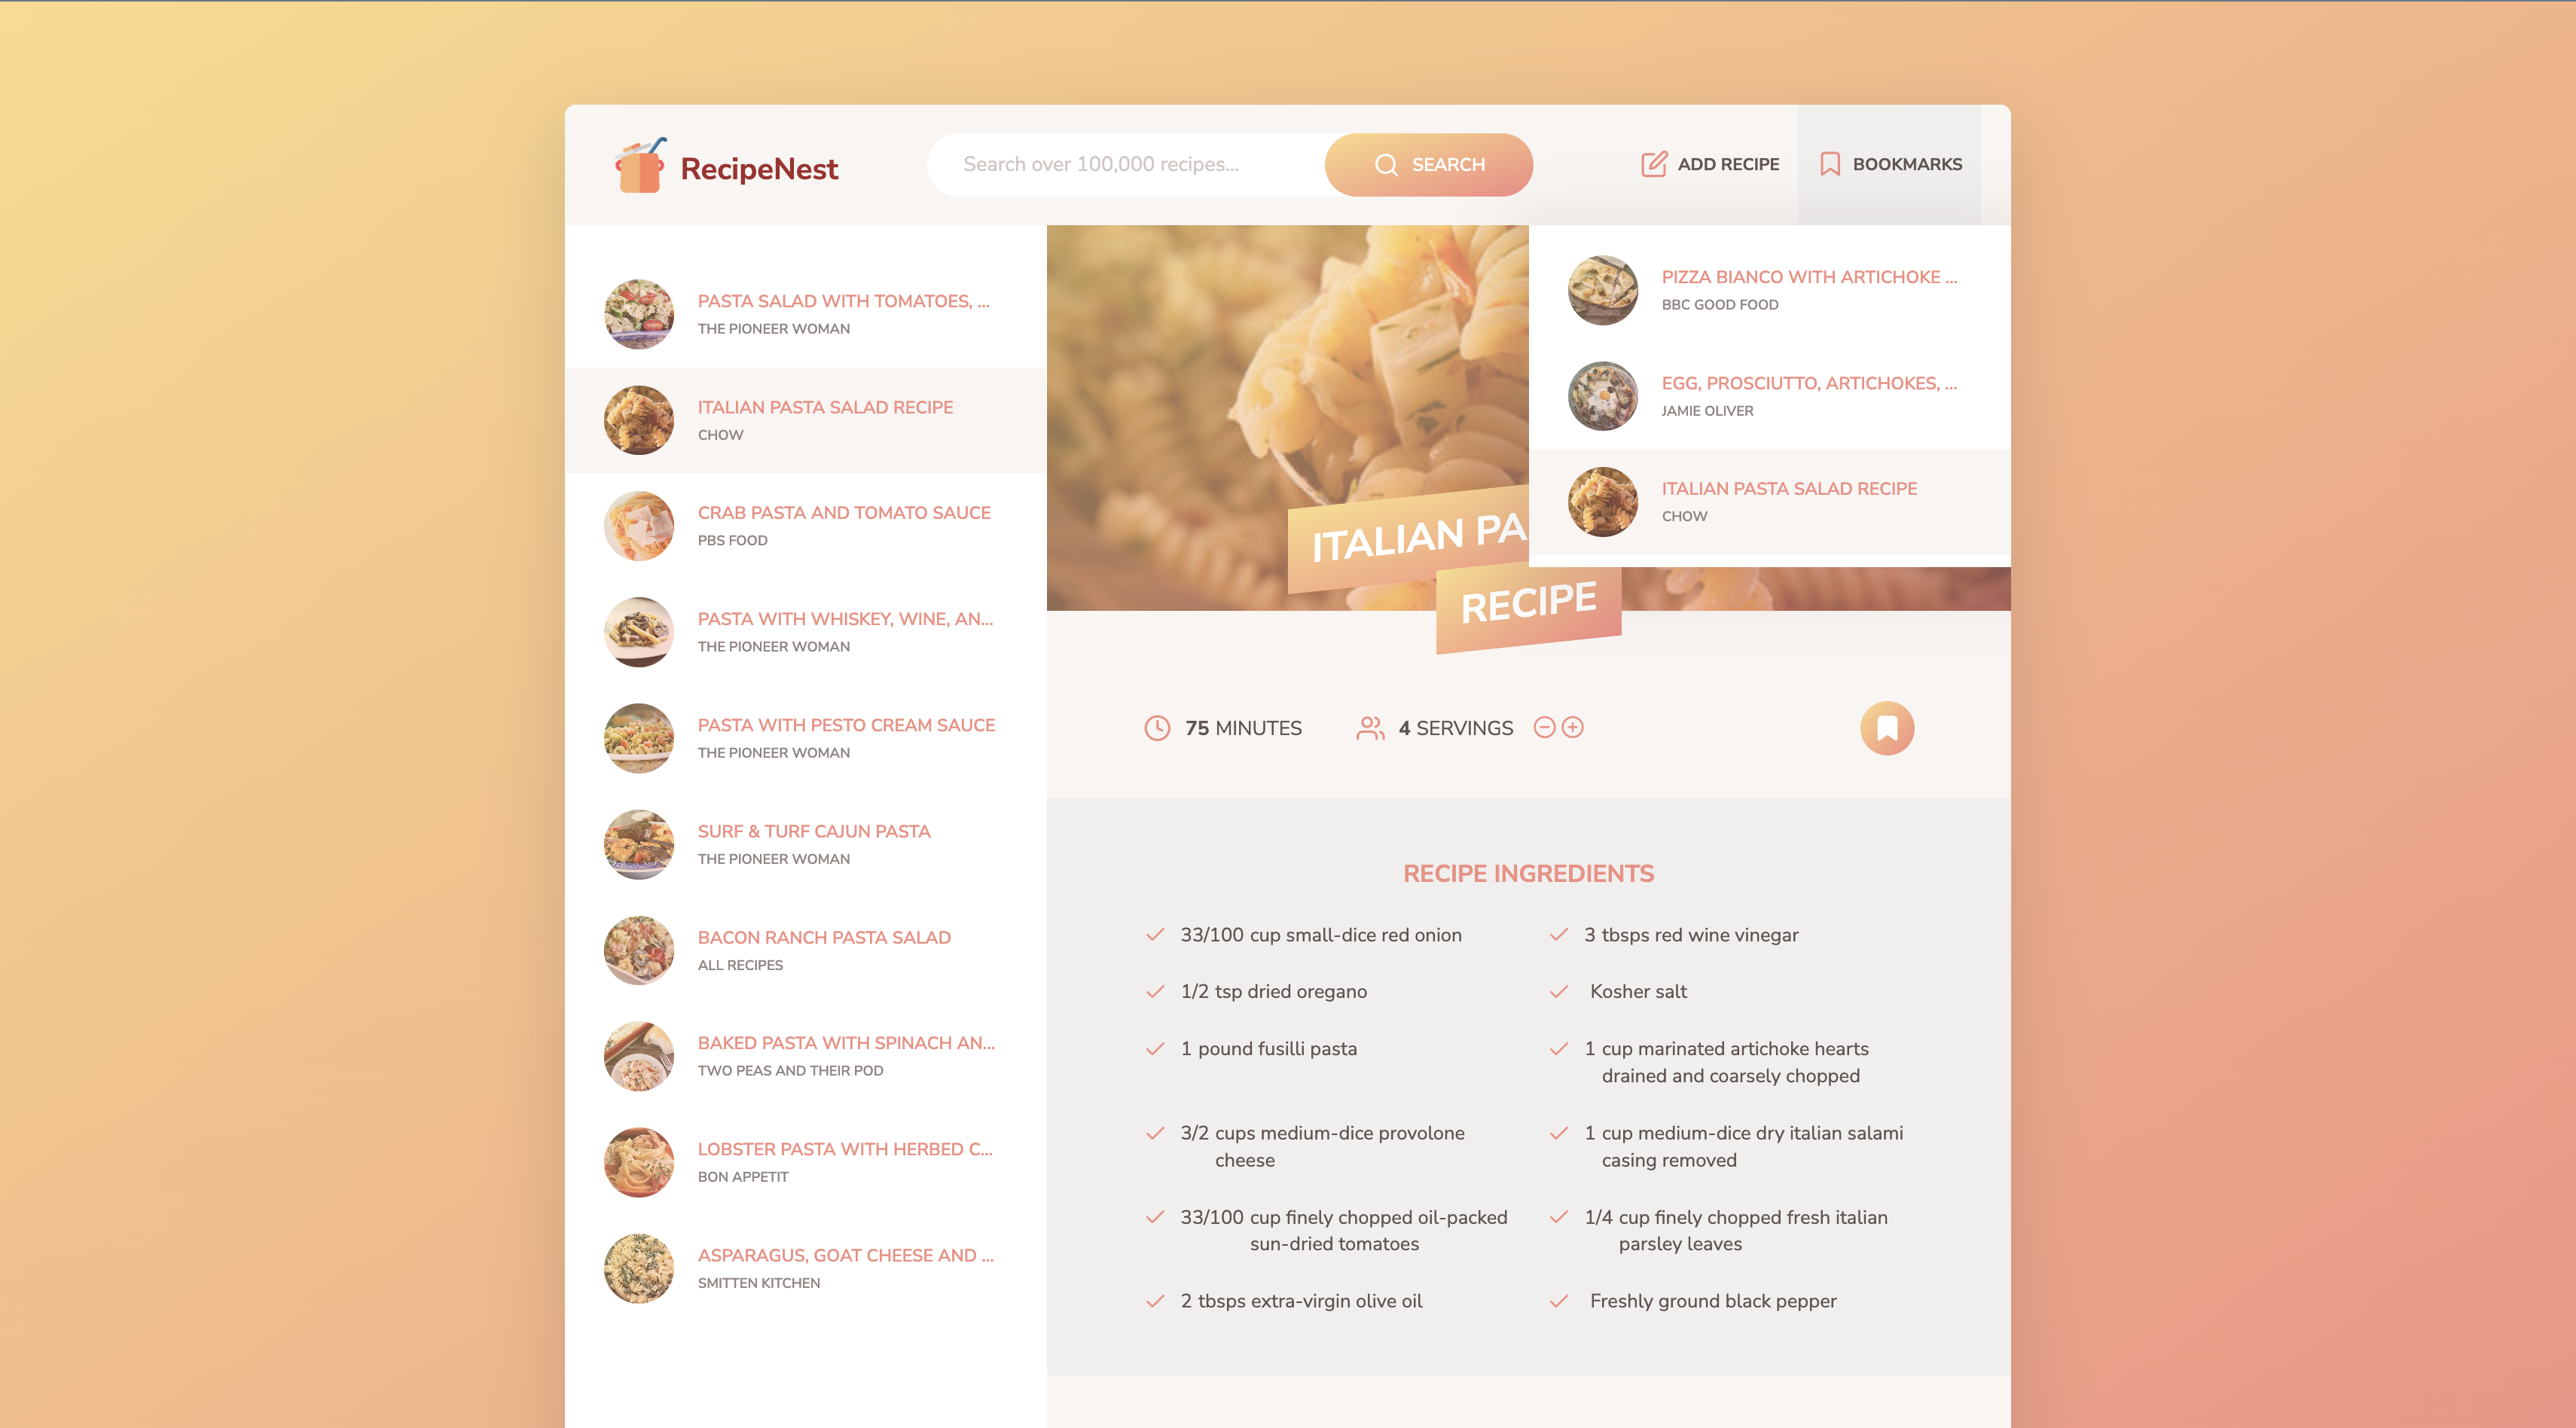 RecipeNest
Search over 100,000 recipes...
SEARCH
ADD RECIPE
BOOKMARKS
PASTA SALAD WITH TOMATOES, ...
THE PIONEER WOMAN
ITALIAN PASTA SALAD RECIPE
CHOW
CRAB PASTA AND TOMATO SAUCE
PBS FOOD
PASTA WITH WHISKEY, WINE, AN...
THE PIONEER WOMAN
PASTA WITH PESTO CREAM SAUCE
THE PIONEER WOMAN
SURF & TURF CAJUN PASTA
THE PIONEER WOMAN
BACON RANCH PASTA SALAD
ALL RECIPES
BAKED PASTA WITH SPINACH AN...
TWO PEAS AND THEIR POD
LOBSTER PASTA WITH HERBED C...
BON APPETIT
ASPARAGUS, GOAT CHEESE AND ...
SMITTEN KITCHEN
PIZZA BIANCO WITH ARTICHOKE ...
BBC GOOD FOOD
EGG, PROSCIUTTO, ARTICHOKES, ...
JAMIE OLIVER
ITALIAN PASTA SALAD RECIPE
CHOW
ITALIAN PA
RECIPE
75 MINUTES
4 SERVINGS
RECIPE INGREDIENTS
33/100 cup small-dice red onion
3 tbsps red wine vinegar
1/2 tsp dried oregano
Kosher salt
1 pound fusilli pasta
1 cup marinated artichoke hearts
drained and coarsely chopped
3/2 cups medium-dice provolone
cheese
1 cup medium-dice dry italian salami
casing removed
33/100 cup finely chopped oil-packed
sun-dried tomatoes
1/4 cup finely chopped fresh italian
parsley leaves
2 tbsps extra-virgin olive oil
Freshly ground black pepper